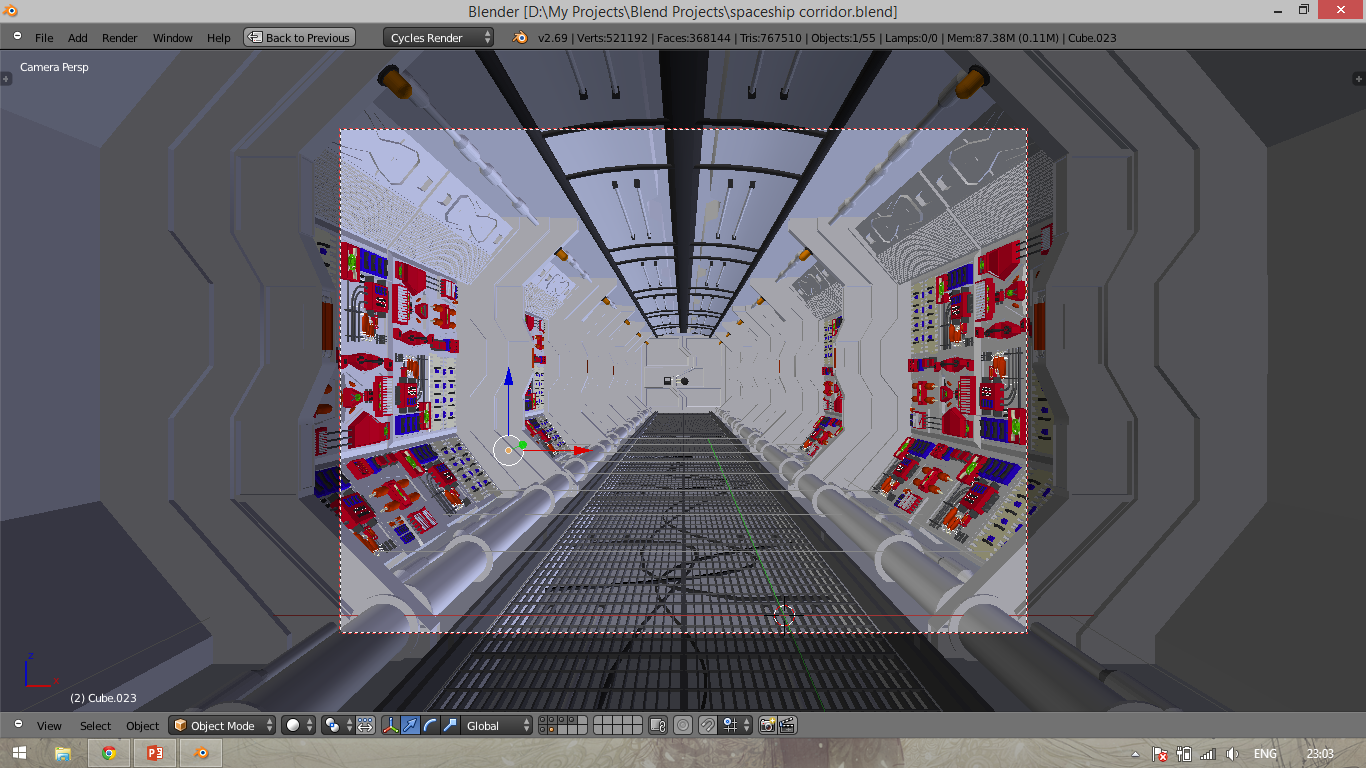 Blender [D:\My Projects\Blend Projects\spaceship corridor.blend]
File Add Render Window Help Back to Previous Cycles Render v2.69 | Verts:521192 | Faces:368144 | Tris:767510 | Objects:1/55 | Lamps:0/0 | Mem:87.38M (0.11M) | Cube.023
Camera Persp
z
x
(2) Cube.023
View Select Object Object Mode Global
ENG 23:03